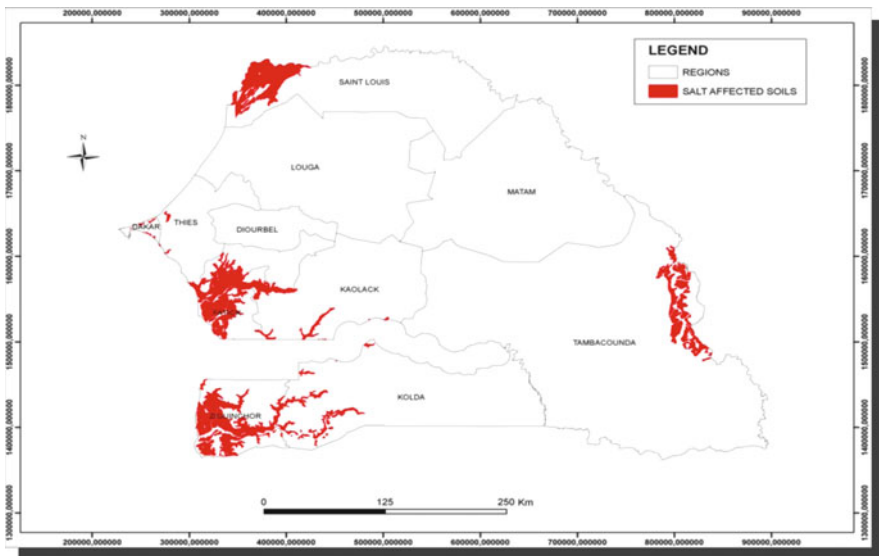 200000,000000 300000,000000 400000,000000 500000,000000 600000,000000 700000,000000 800000,000000 900000,000000
LEGEND
REGIONS
SALT AFFECTED SOILS
SAINT LOUIS
N
LOUGA
MATAM
DAKAR
THIES
DIOURBEL
KAOLACK
TAMBACOUNDA
KOLDA
1800000,000000
1700000,000000
1600000,000000
1500000,000000
1400000,000000
1300000,000000
1800000,000000
1700000,000000
1600000,000000
1500000,000000
1400000,000000
1300000,000000
0 125 250 Km
200000,000000 300000,000000 400000,000000 500000,000000 600000,000000 700000,000000 800000,000000 900000,000000